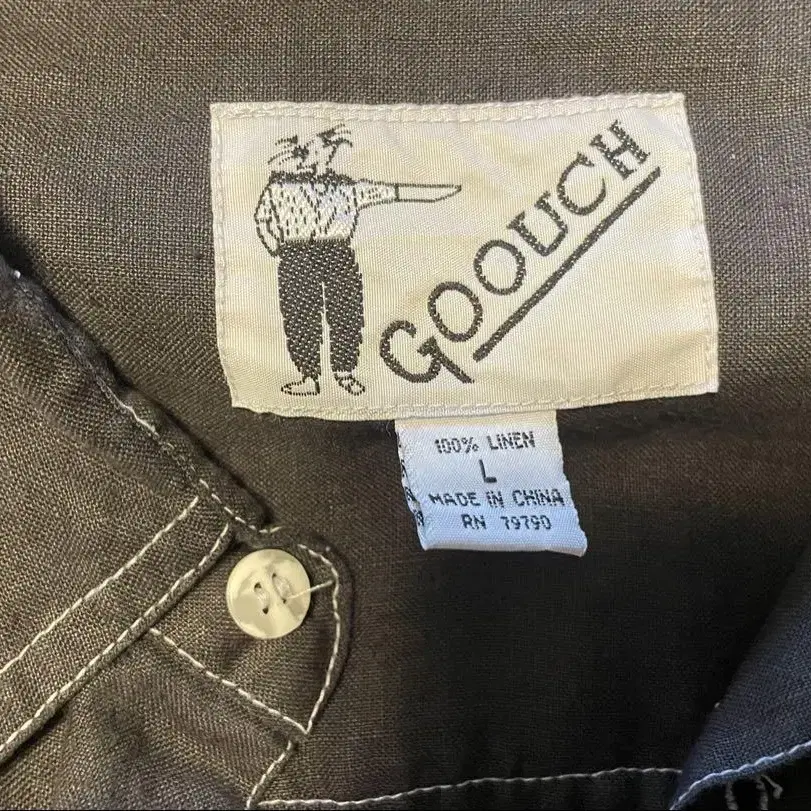 GOOUCH
100% LINEN
L
MADE IN CHINA
RN 79790